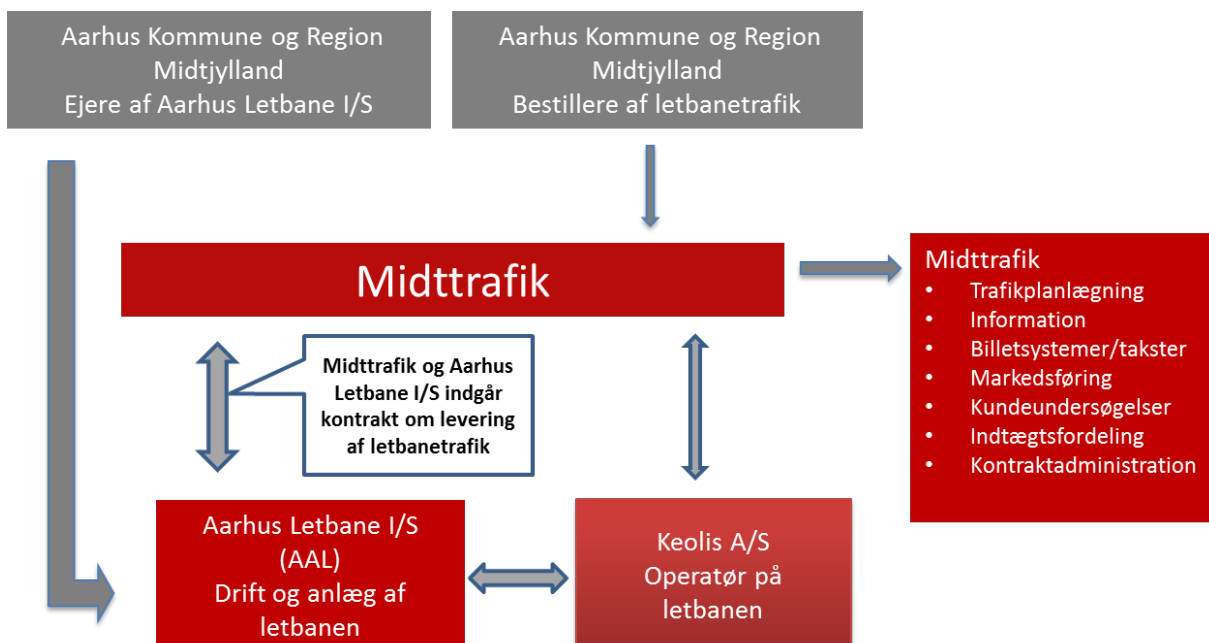 Aarhus Kommune og Region
Midtjylland
Ejere af Aarhus Letbane I/S
Aarhus Kommune og Region
Midtjylland
Bestillere af letbanetrafik
Midttrafik
Midttrafik
• Trafikplanlægning
• Information
• Billetsystemer/takster
• Markedsføring
• Kundeundersøgelser
• Indtægtsfordeling
• Kontraktadministration
Midttrafik og Aarhus
Letbane I/S indgår
kontrakt om levering
af letbanetrafik
Aarhus Letbane I/S
(AAL)
Drift og anlæg af
letbanen
Keolis A/S
Operatør på
letbanen